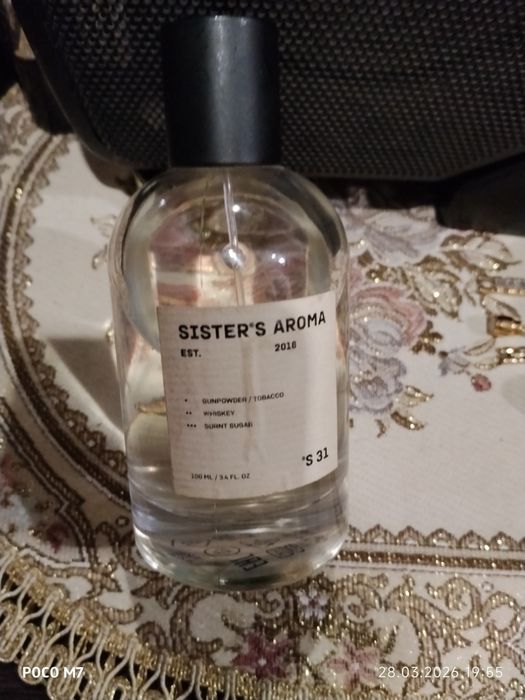 SISTER'S AROMA
EST. 2018
• GUNPOWDER / TOBACCO
•• WHISKEY
••• BURNT SUGAR
'S 31
100 ML / 3.4 FL. OZ
POCO M7
28.03.2026 19:55